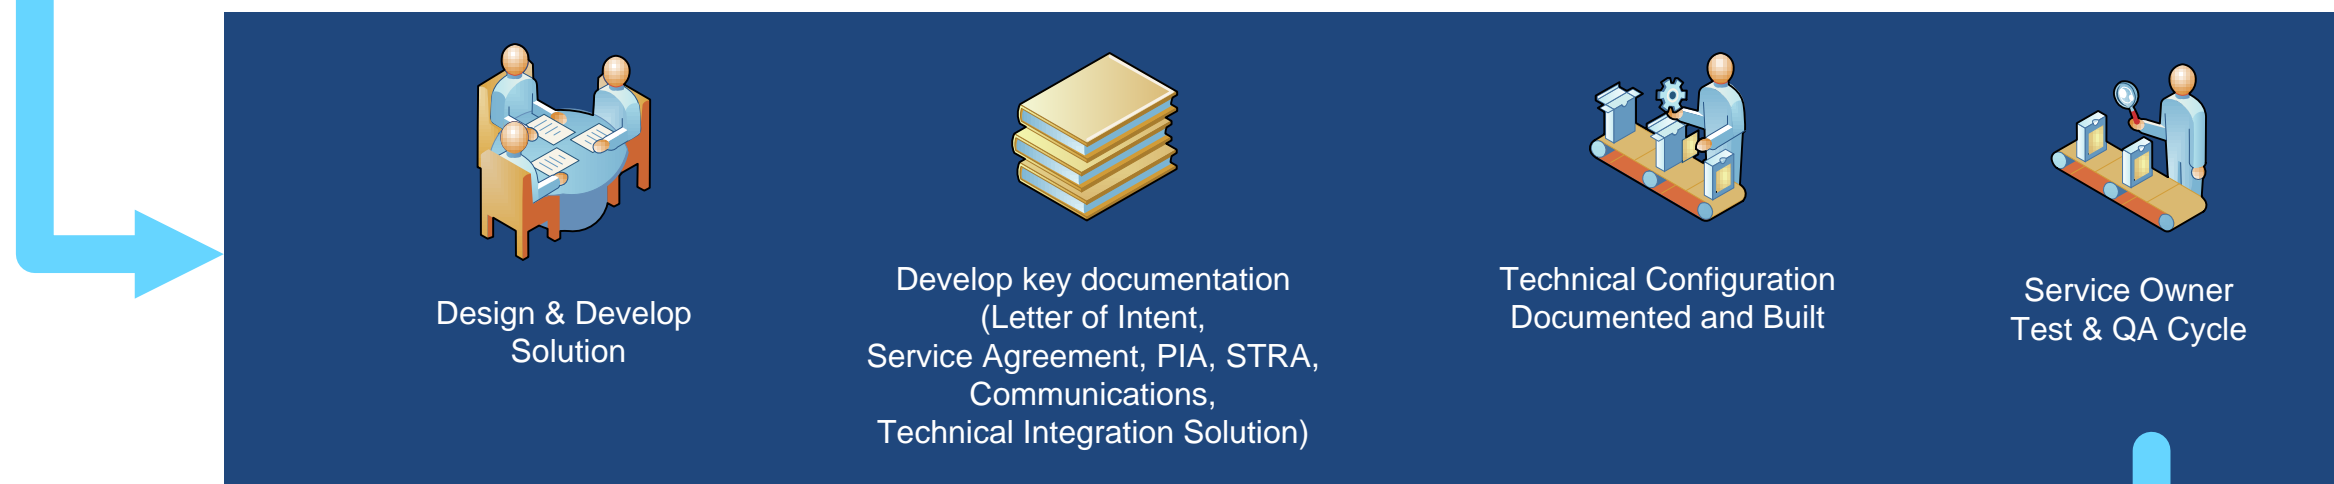 Design & Develop
Solution
Develop key documentation
(Letter of Intent,
Service Agreement, PIA, STRA,
Communications,
Technical Integration Solution)
Technical Configuration
Documented and Built
Service Owner
Test & QA Cycle